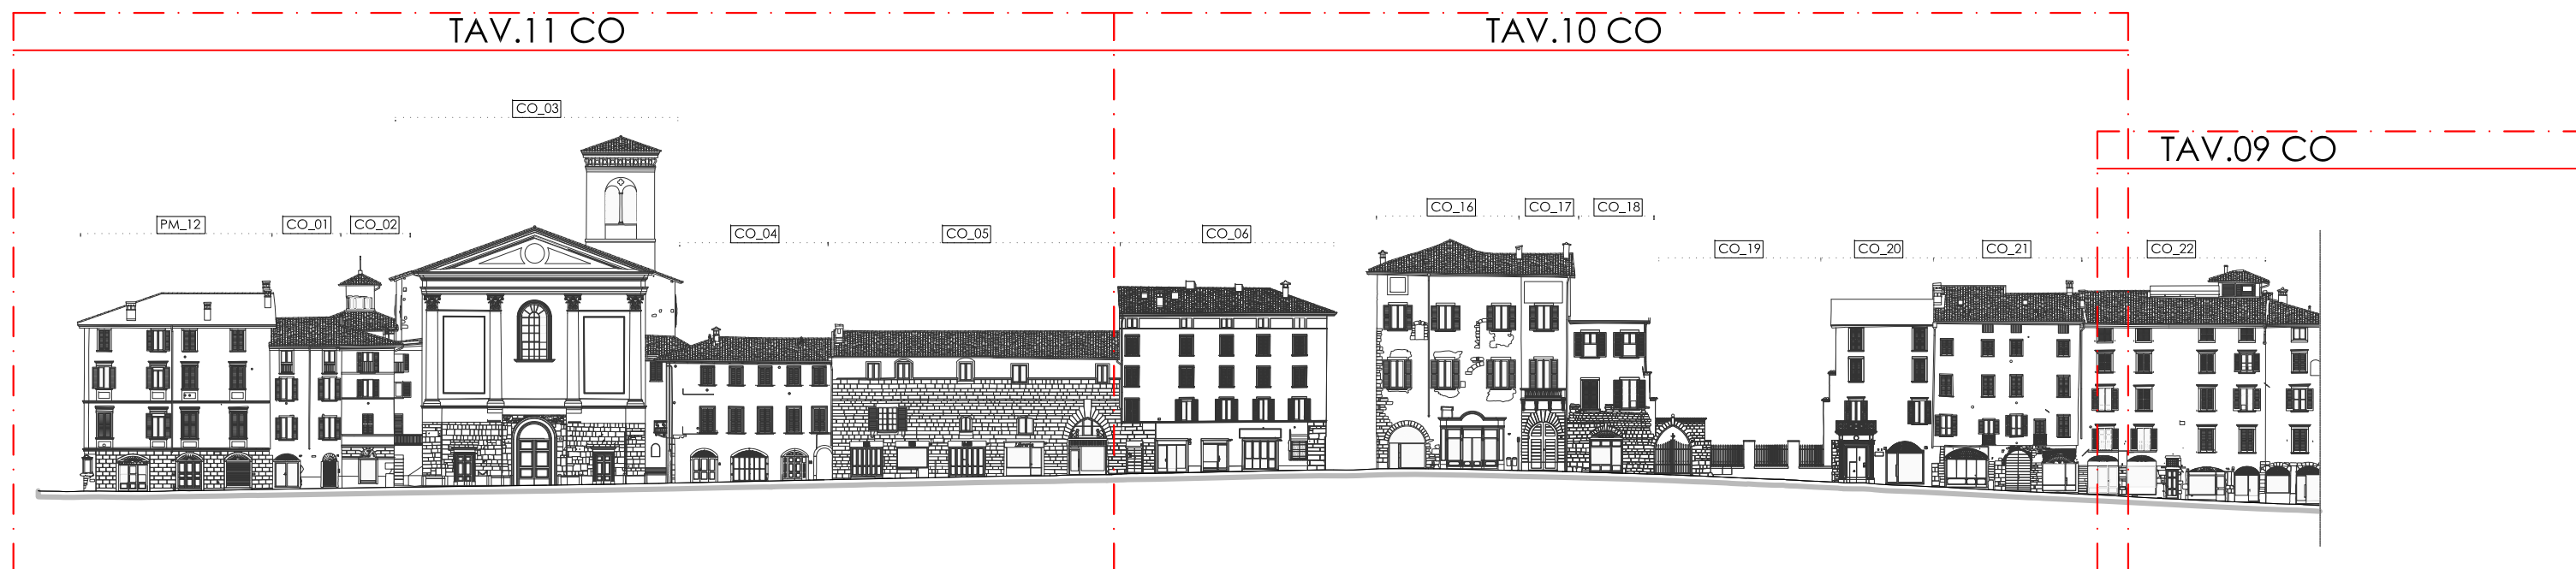 TAV.11 CO
TAV.10 CO
TAV.09 CO
CO_03
PM_12
CO_01
CO_02
CO_04
CO_05
CO_06
CO_16
CO_17
CO_18
CO_19
CO_20
CO_21
CO_22